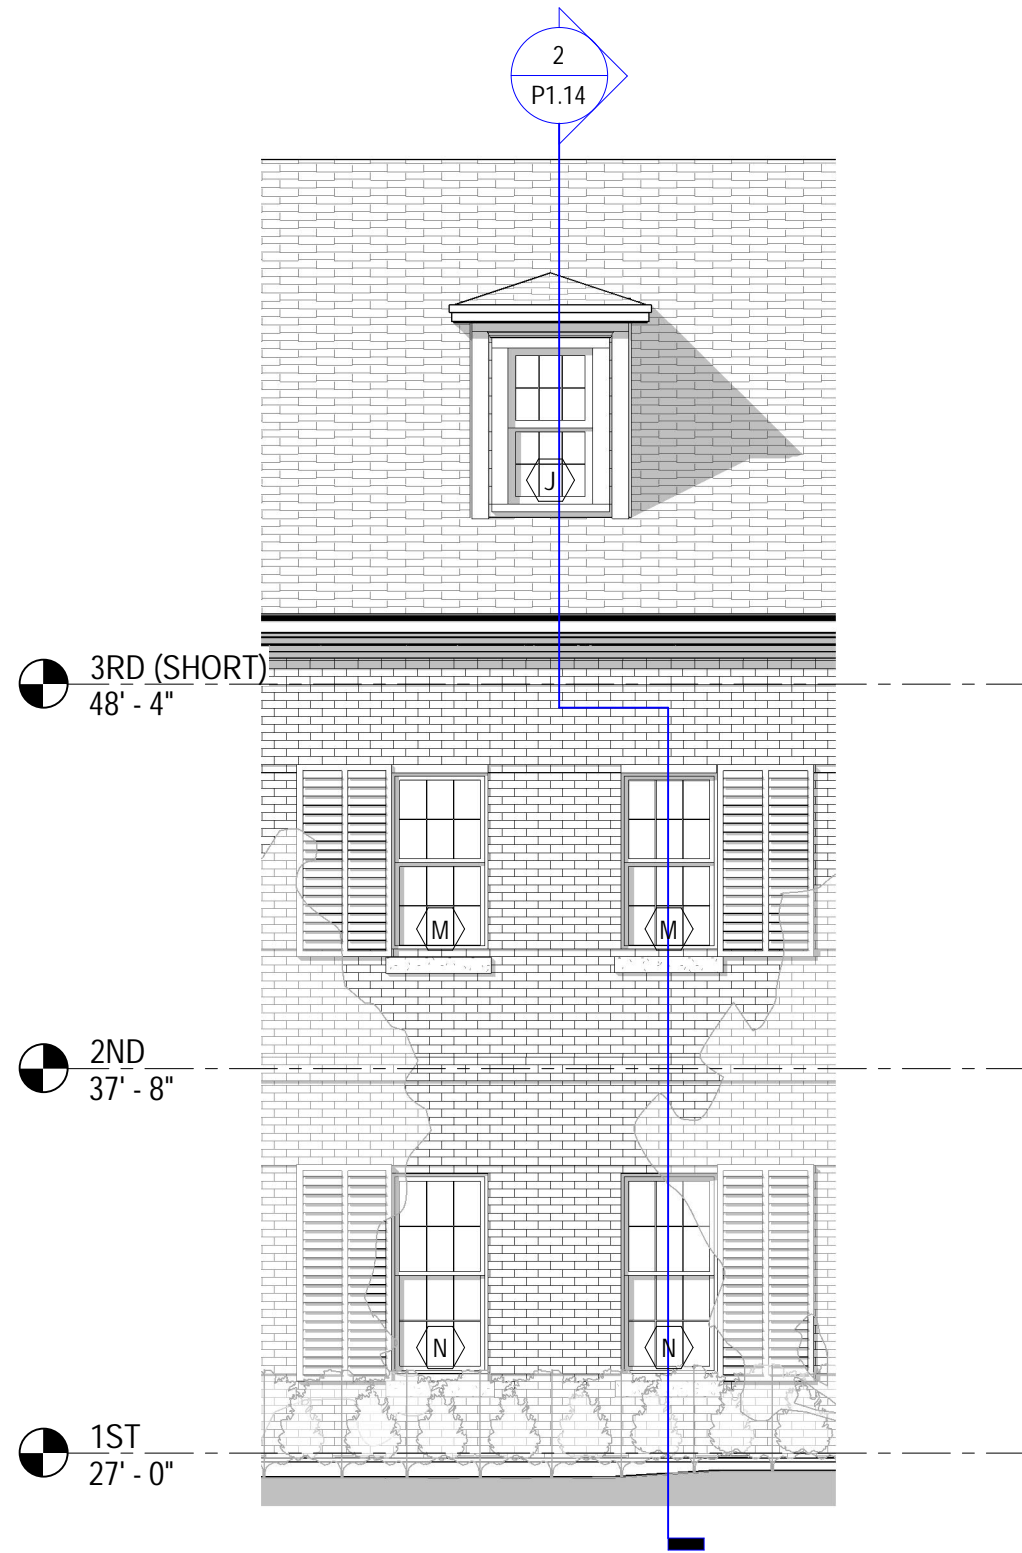 2
P1.14
J
3RD (SHORT)
48' - 4"
M M
2ND
37' - 8"
N N
1ST
27' - 0"